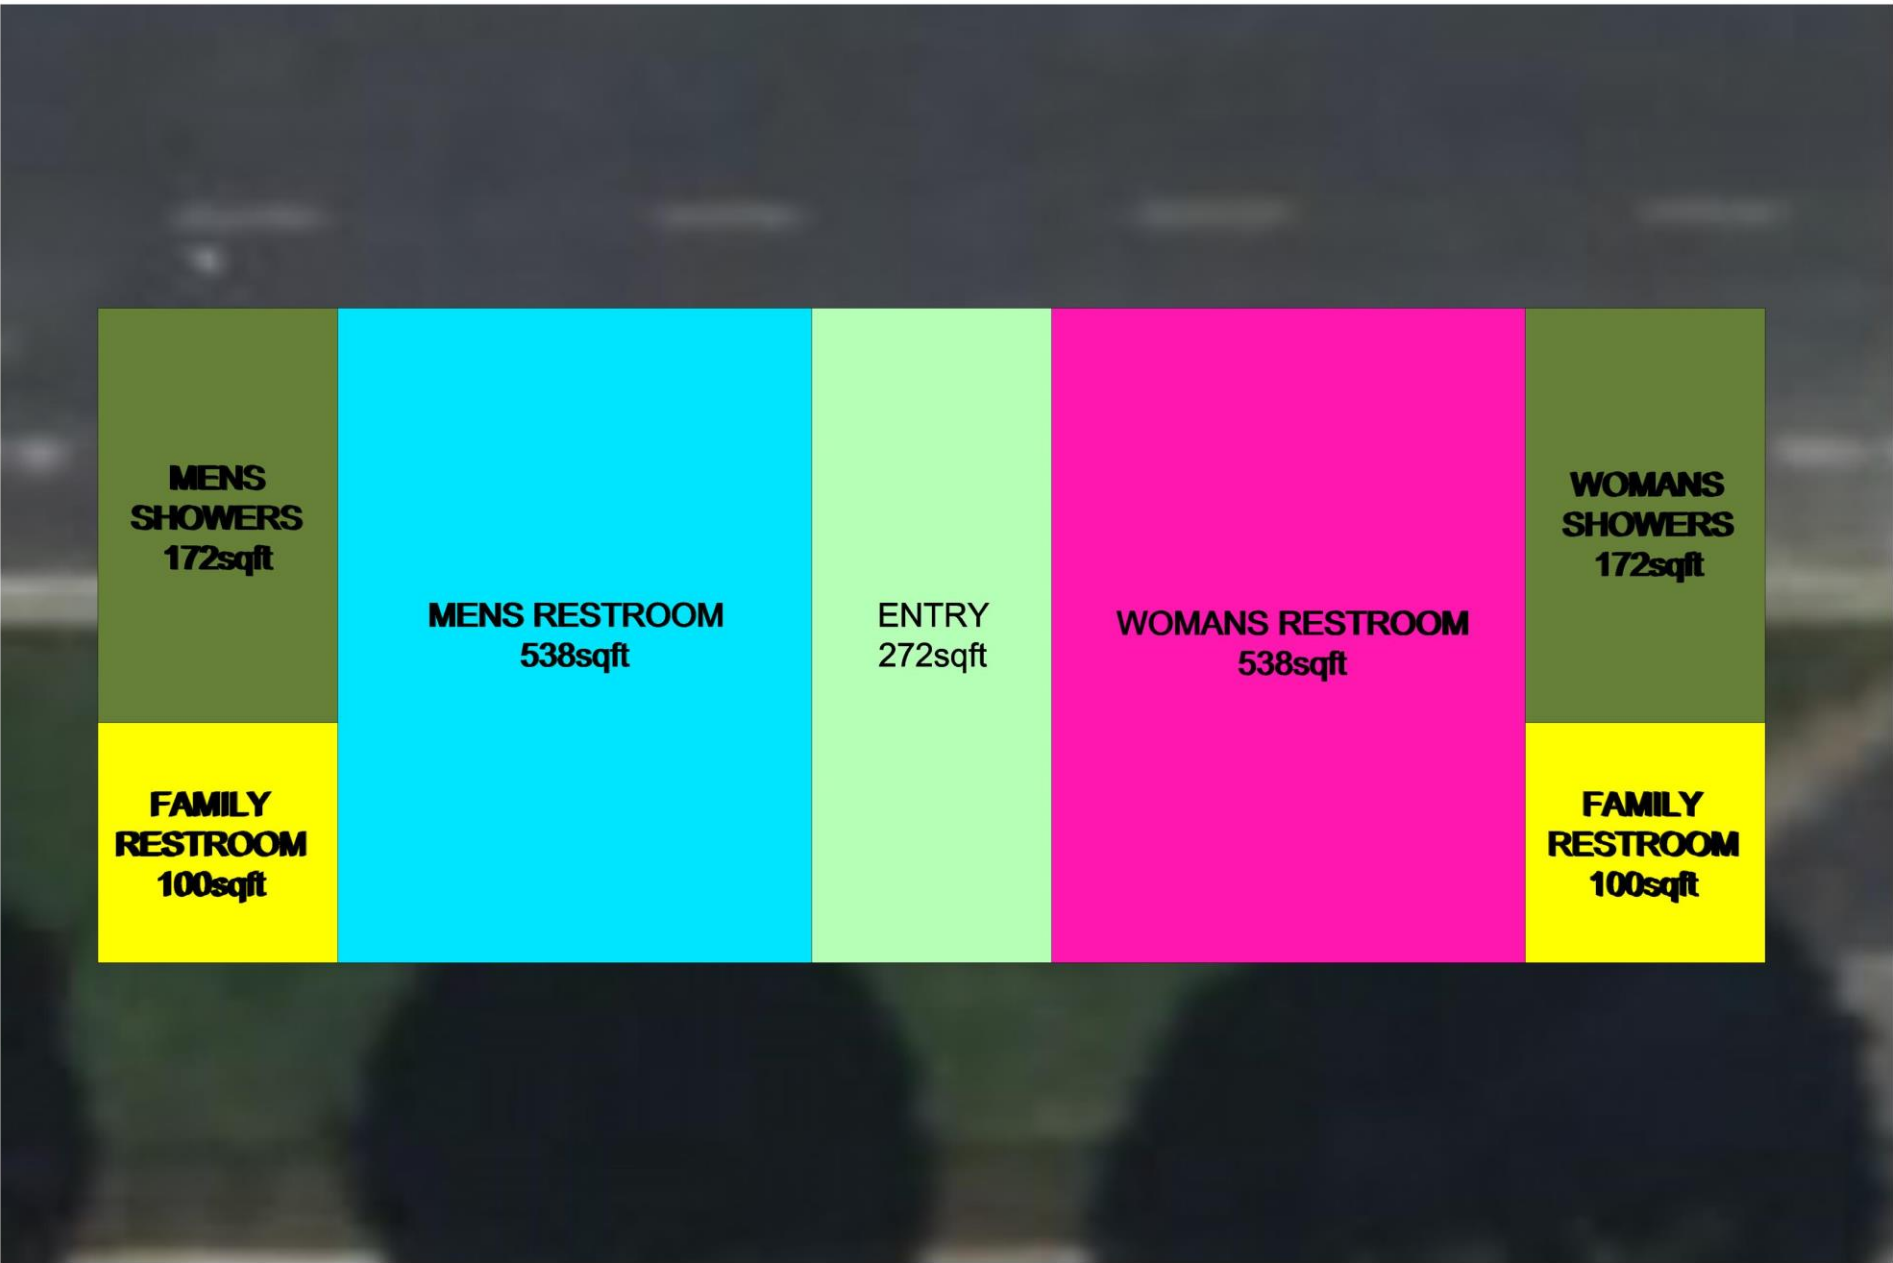 MENS
SHOWERS
172sqft
FAMILY
RESTROOM
100sqft
MENS RESTROOM
538sqft
ENTRY
272sqft
WOMANS RESTROOM
538sqft
WOMANS
SHOWERS
172sqft
FAMILY
RESTROOM
100sqft